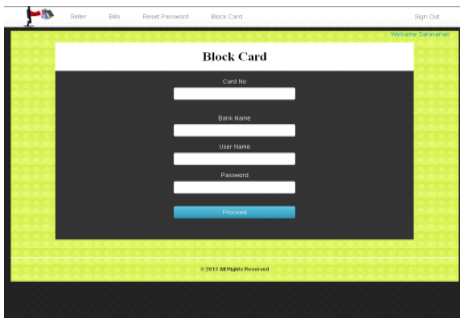 Seller Bills Reset Password Block Card Sign Out
Welcome Saravanan
Block Card
Card No
Bank Name
User Name
Password
Proceed
© 2013 All Rights Reserved